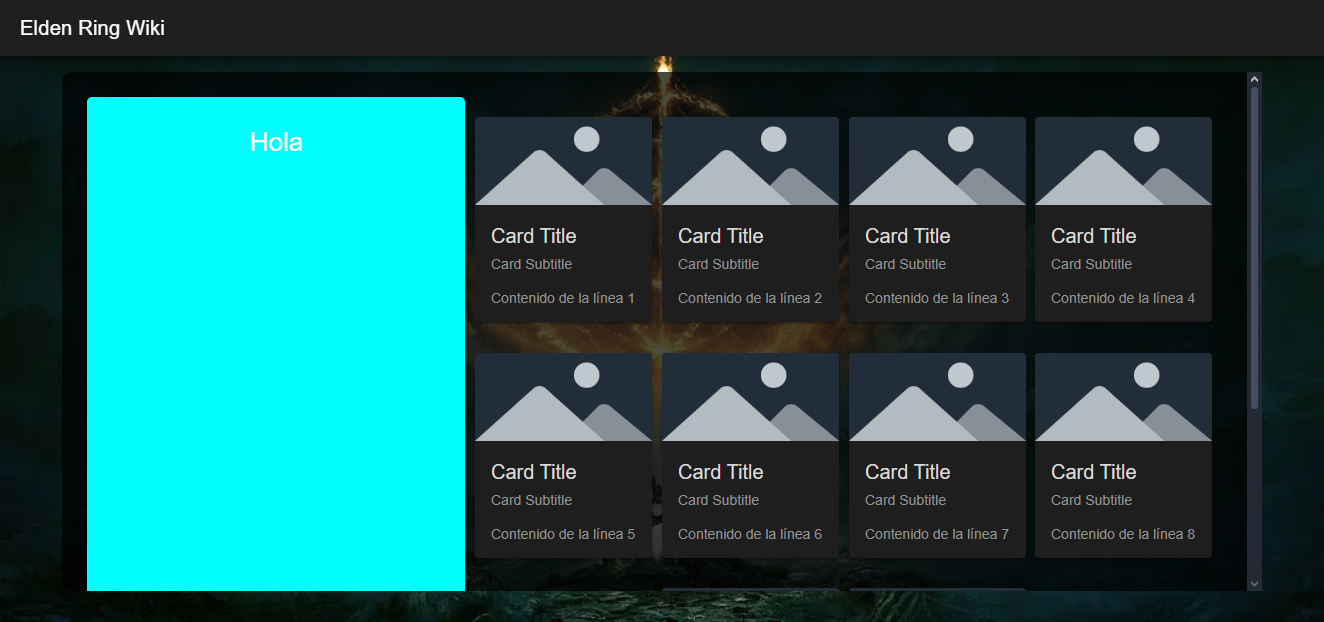 Elden Ring Wiki
Hola
Card Title
Card Subtitle
Contenido de la línea 1
Card Title
Card Subtitle
Contenido de la línea 2
Card Title
Card Subtitle
Contenido de la línea 3
Card Title
Card Subtitle
Contenido de la línea 4
Card Title
Card Subtitle
Contenido de la línea 5
Card Title
Card Subtitle
Contenido de la línea 6
Card Title
Card Subtitle
Contenido de la línea 7
Card Title
Card Subtitle
Contenido de la línea 8